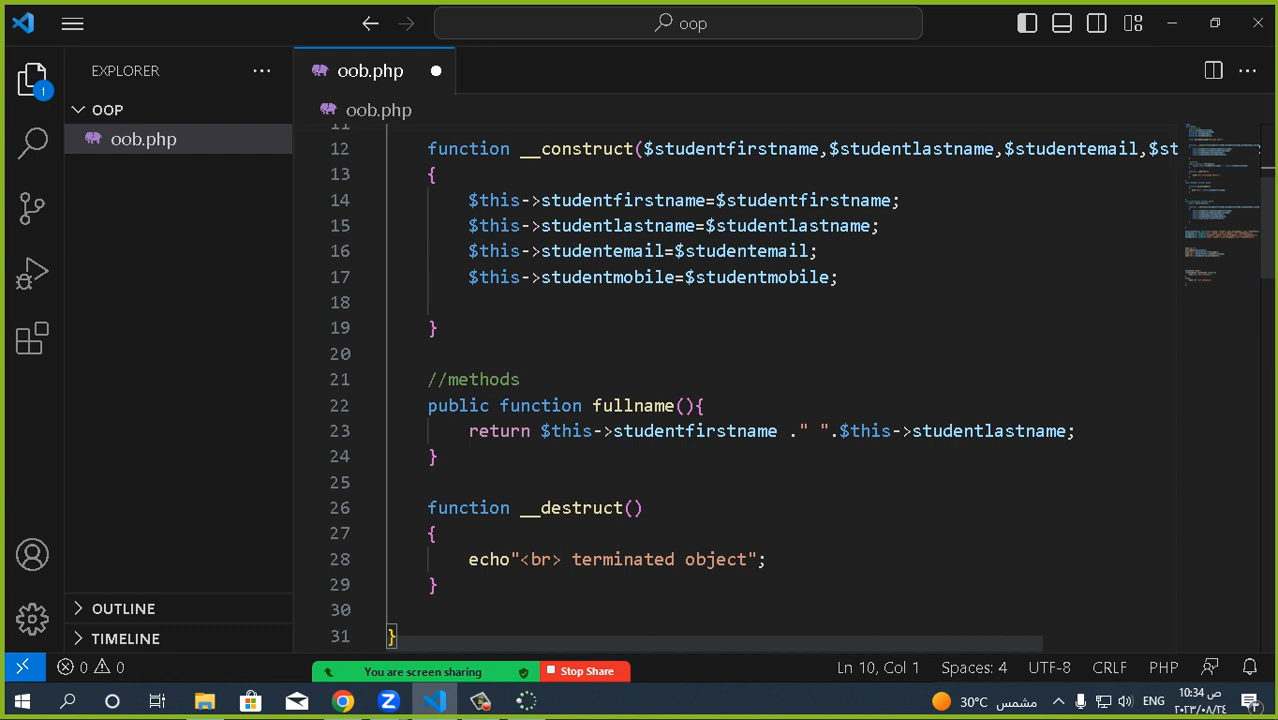 oop
EXPLORER
oob.php
OOP
1
oob.php
oob.php
11
12 function __construct($studentfirstname,$studentlastname,$studentemail,$st
13 {
14 $this->studentfirstname=$studentfirstname;
15 $this->studentlastname=$studentlastname;
16 $this->studentemail=$studentemail;
17 $this->studentmobile=$studentmobile;
18
19 }
20
21 //methods
22 public function fullname(){
23 return $this->studentfirstname ." ".$this->studentlastname;
24 }
25
26 function __destruct()
27 {
28 echo"<br> terminated object";
29 }
30
31 }
OUTLINE
TIMELINE
0 0
You are screen sharing
Stop Share
Ln 10, Col 1
Spaces: 4
UTF-8
CRLF
PHP
30°C مشمس
ENG
10:34 ص
٢٠٢٣/٠٨/٢٤